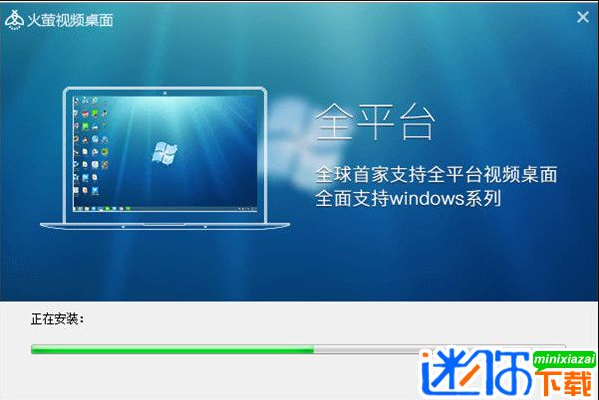 火萤视频桌面
全平台
全球首家支持全平台视频桌面
全面支持windows系列
正在安装:
minixiazai
迷你下载